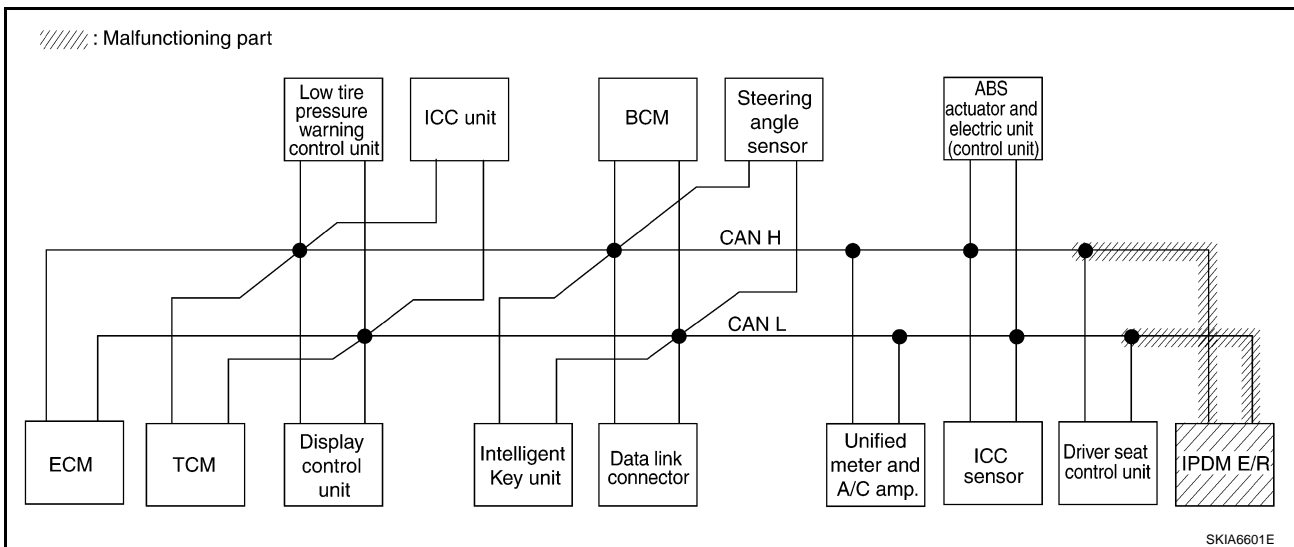 : Malfunctioning part
Low tire
pressure
warning
control unit
ICC unit
BCM
Steering
angle
sensor
ABS
actuator and
electric unit
(control unit)
CAN H
CAN L
ECM
TCM
Display
control
unit
Intelligent
Key unit
Data link
connector
Unified
meter and
A/C amp.
ICC
sensor
Driver seat
control unit
IPDM E/R
SKIA6601E